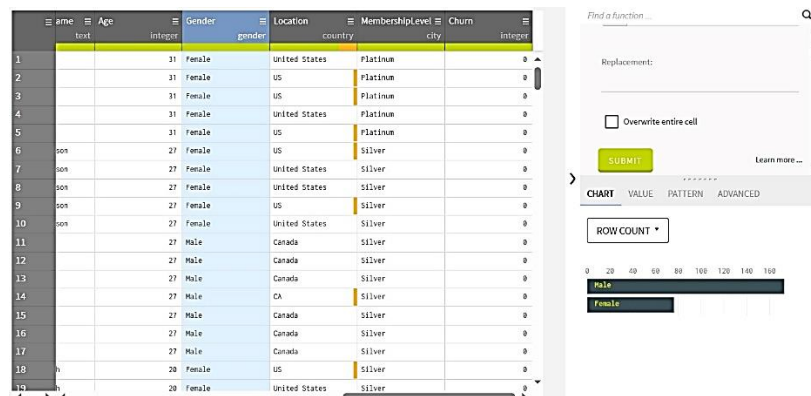 ame Age Gender Location MembershipLevel Churn
text integer gender country city integer
1 31 Female United States Platinum 0
2 31 Female US Platinum 0
3 31 Female US Platinum 0
4 31 Female United States Platinum 0
5 31 Female US Platinum 0
6 son 27 Female US Silver 0
7 son 27 Female United States Silver 0
8 son 27 Female United States Silver 0
9 son 27 Female US Silver 0
10 son 27 Female United States Silver 0
11 27 Male Canada Silver 0
12 27 Male Canada Silver 0
13 27 Male Canada Silver 0
14 27 Male CA Silver 0
15 27 Male Canada Silver 0
16 27 Male Canada Silver 0
17 27 Male Canada Silver 0
18 h 20 Female US Silver 0
19 h 20 Female United States Silver 0
Find a function ...
Replacement:
Overwrite entire cell
SUBMIT Learn more ...
CHART VALUE PATTERN ADVANCED
ROW COUNT
0 20 40 60 80 100 120 140 160
Male
Female